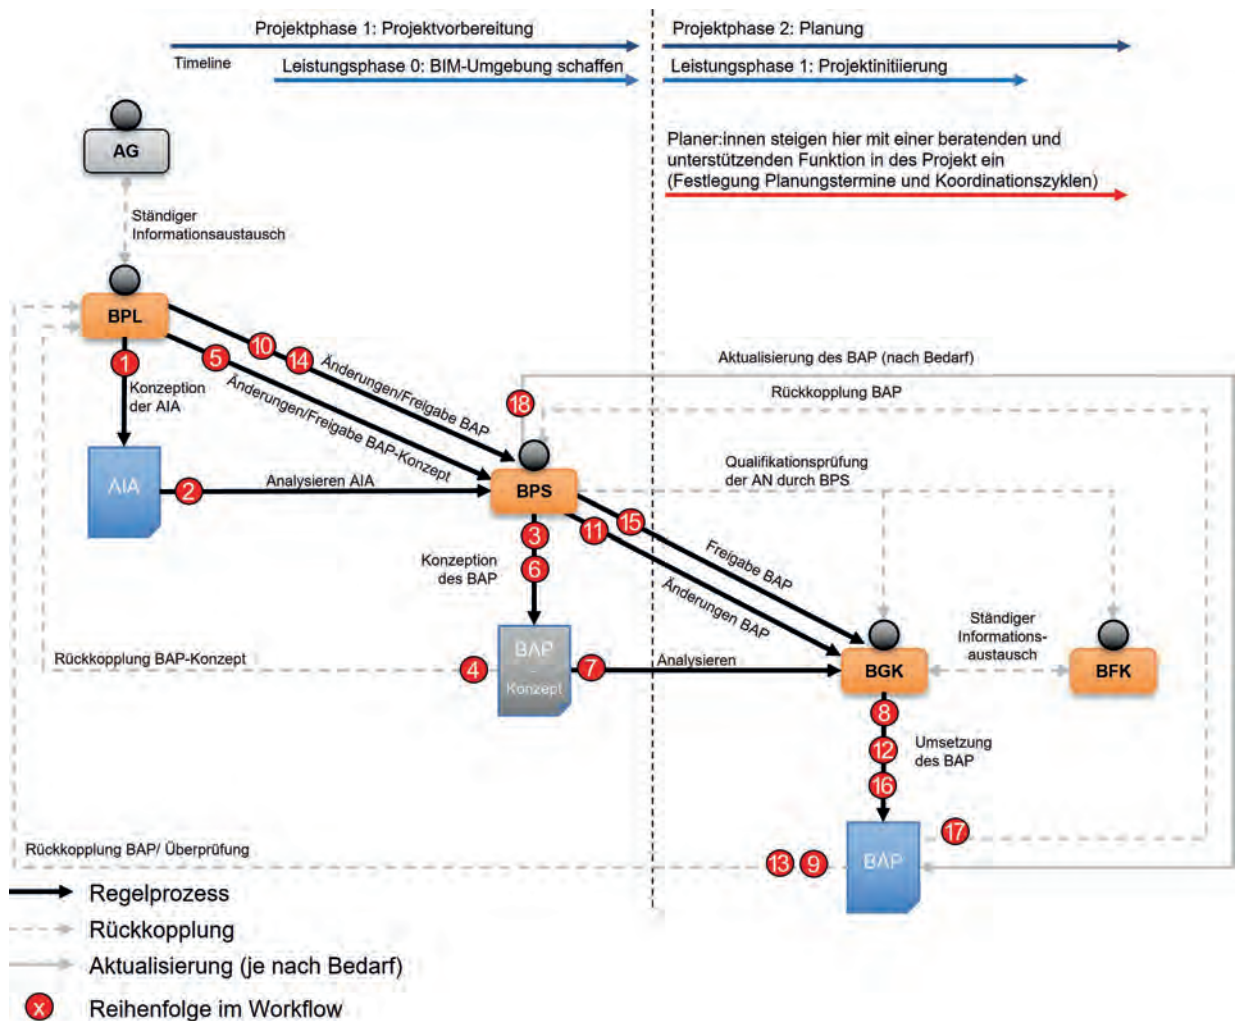 Projektphase 1: Projektvorbereitung
Projektphase 2: Planung
Timeline
Leistungsphase 0: BIM-Umgebung schaffen
Leistungsphase 1: Projektinitiierung
AG
Planer:innen steigen hier mit einer beratenden und
unterstützenden Funktion in des Projekt ein
(Festlegung Planungstermine und Koordinationszyklen)
Ständiger
Informationsaustausch
BPL
1
5
10
14
Konzeption
der AIA
Änderungen/Freigabe BAP
Änderungen/Freigabe BAP-Konzept
Aktualisierung des BAP (nach Bedarf)
Rückkopplung BAP
18
AIA
2
Analysieren AIA
BPS
Qualifikationsprüfung
der AN durch BPS
3
6
11
15
Konzeption
des BAP
Freigabe BAP
Änderungen BAP
Ständiger
Informations-
austausch
Rückkopplung BAP-Konzept
4
BAP
Konzept
7
Analysieren
BGK
BFK
8
12
16
Umsetzung
des BAP
17
Rückkopplung BAP/ Überprüfung
13
9
BAP
Regelprozess
Rückkopplung
Aktualisierung (je nach Bedarf)
x
Reihenfolge im Workflow